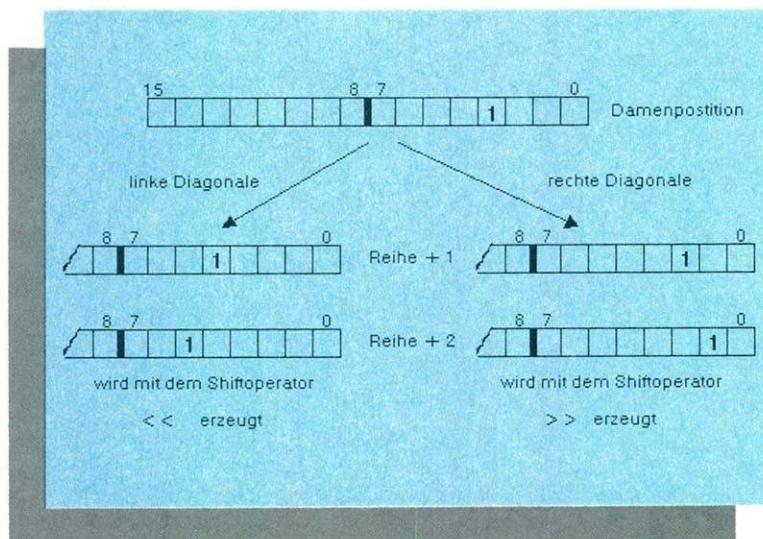 15 8 7 0
1 Damenpostition
linke Diagonale rechte Diagonale
8 7 0 8 7 0
1 Reihe + 1 1
8 7 0 8 7 0
1 Reihe + 2 1
wird mit dem Shiftoperator wird mit dem Shiftoperator
<< erzeugt >> erzeugt